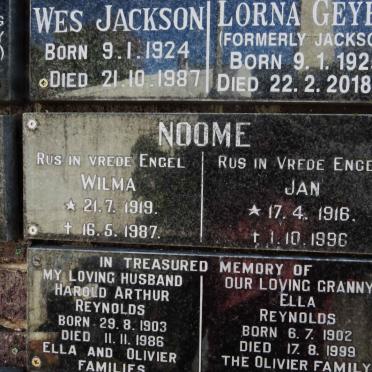 WES JACKSON
BORN 9.1.1924
DIED 21.10.1987
LORNA
(FORMERLY
BORN 9.1.
DIED 22.2.2018
NOOME
RUS IN VREDE ENGEL
WILMA
* 21.7.1919.
† 16.5.1987.
RUS IN VREDE
JAN
* 17.4.1916.
† 1.10.1996
IN TREASURED MEMORY OF
MY LOVING HUSBAND
HAROLD ARTHUR
REYNOLDS
BORN 29.8.1903
DIED 11.11.1986
ELLA AND OLIVIER
FAMILIES
OUR LOVING GRANNY
ELLA
REYNOLDS
BORN 6.7.1902
DIED 17.8.1999
THE OLIVIER FAMILY